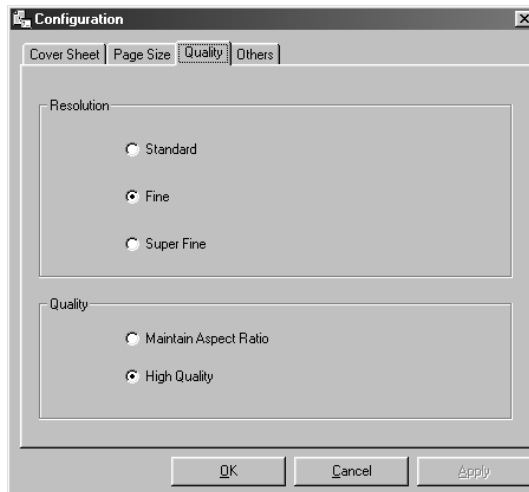 Configuration
Cover Sheet Page Size Quality Others
Resolution
Standard
Fine
Super Fine
Quality
Maintain Aspect Ratio
High Quality
OK Cancel Apply